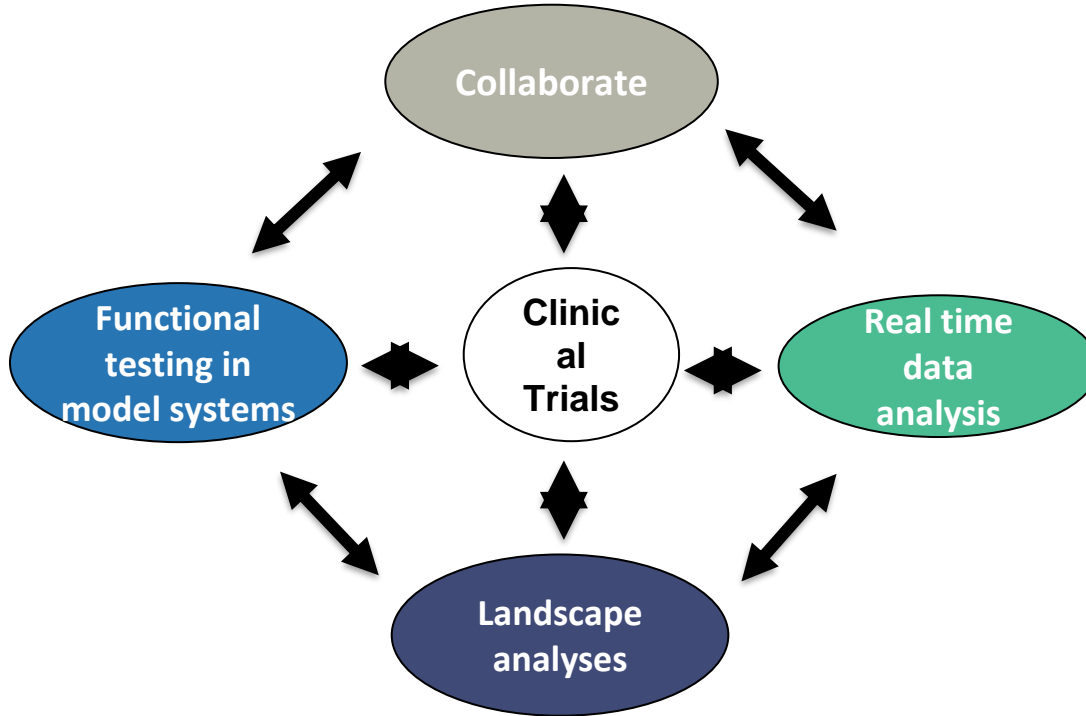 Collaborate
Functional
testing in
model systems
Clinic
al
Trials
Real time
data
analysis
Landscape
analyses